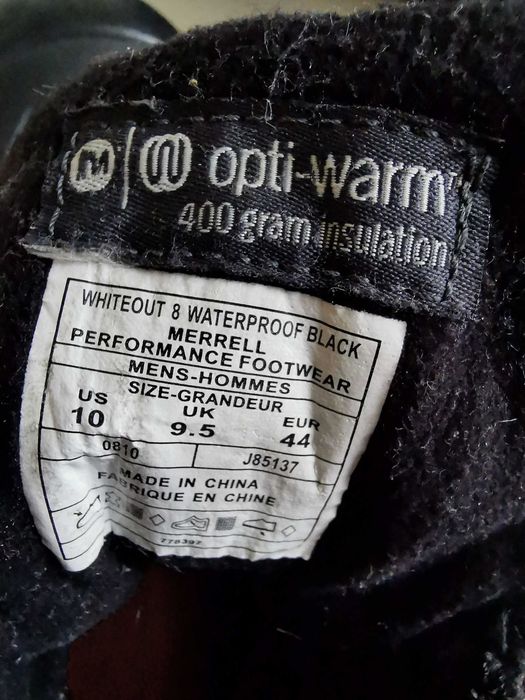 opti-warm
400 gram insulation
WHITEOUT 8 WATERPROOF BLACK
MERRELL
PERFORMANCE FOOTWEAR
MENS-HOMMES
SIZE-GRANDEUR
US UK EUR
10 9.5 44
0810 J85137
MADE IN CHINA
FABRIQUE EN CHINE
778397